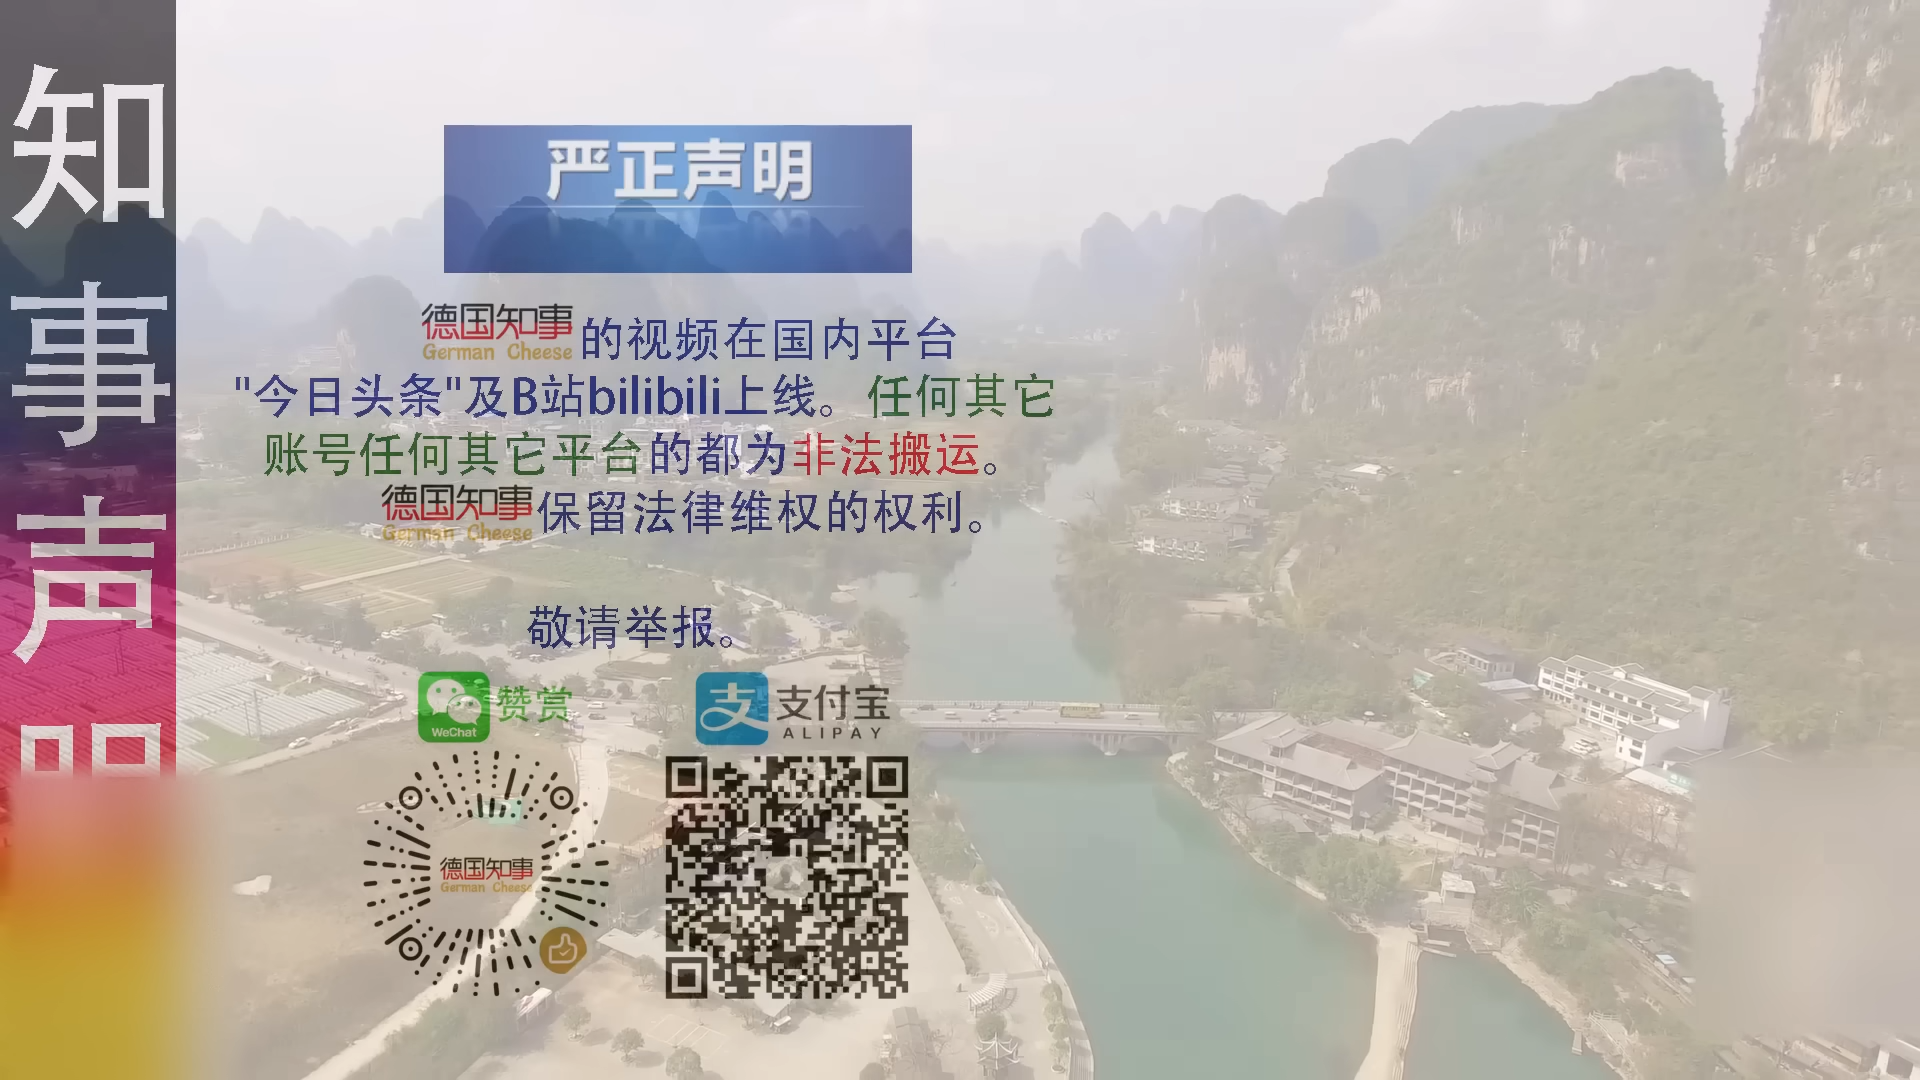 知事声明
严正声明
德国知事
German Cheese
的视频在国内平台
"今日头条"及B站bilibili上线。任何其它
账号任何其它平台的都为非法搬运。
德国知事
German Cheese
保留法律维权的权利。
敬请举报。
WeChat
赞赏
支 支付宝
ALIPAY
德国知事
German Cheese